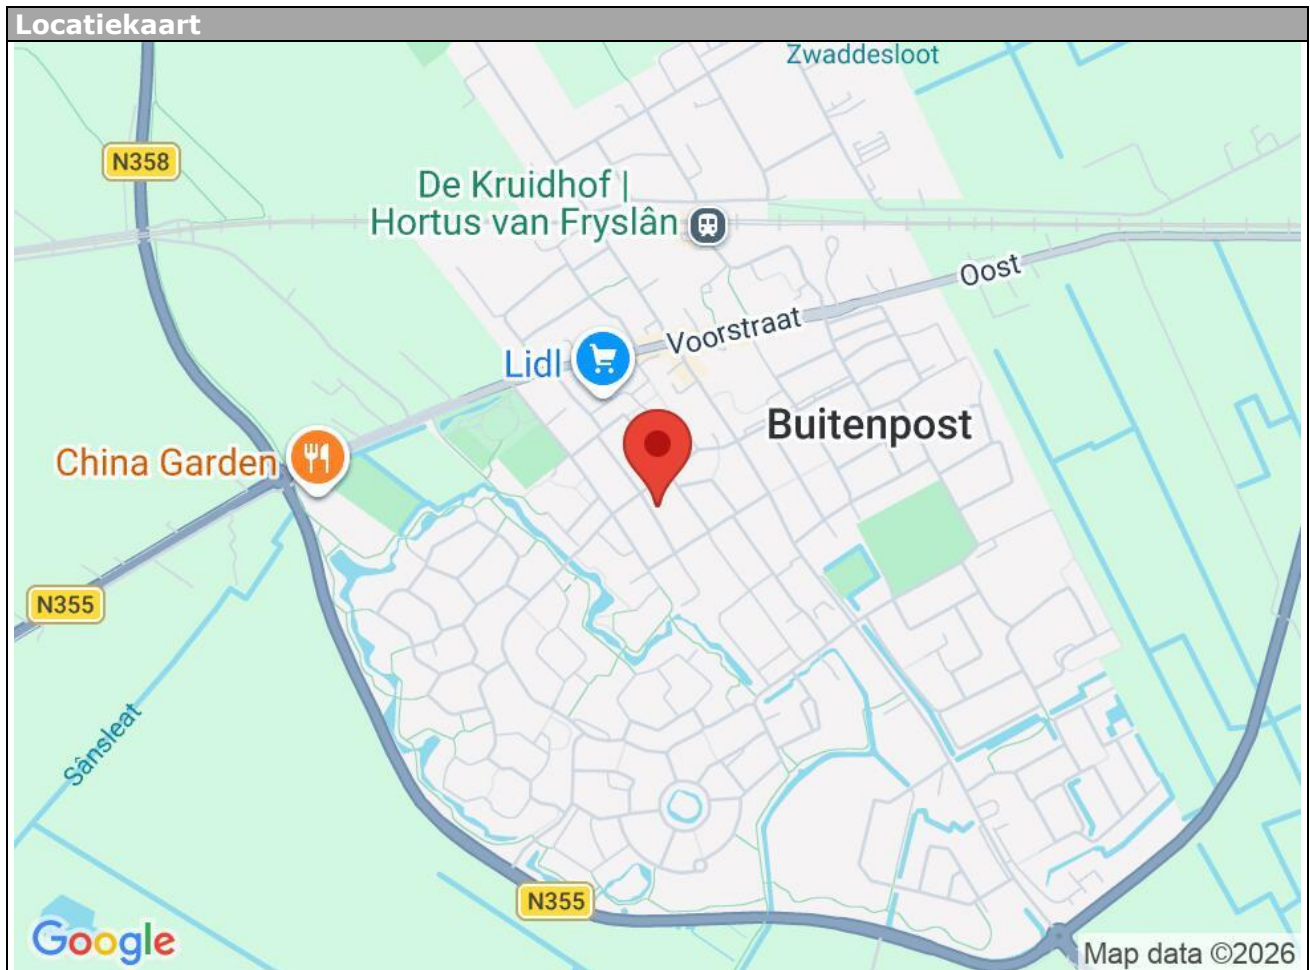 Locatiekaart
Zwaddesloot
N358
De Kruidhof |
Hortus van Fryslân
Oost
Voorstraat
Lidl
Buitenpost
China Garden
N355
Sânsleat
N355
Google
Map data ©2026